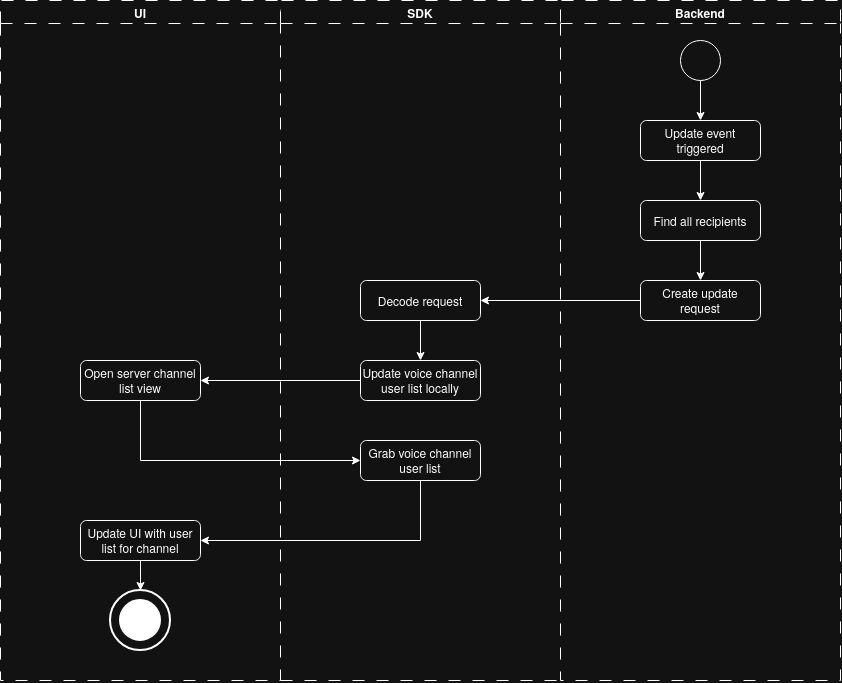 UI
SDK
Backend
Update event
triggered
Find all recipients
Create update
request
Decode request
Update voice channel
user list locally
Open server channel
list view
Grab voice channel
user list
Update UI with user
list for channel